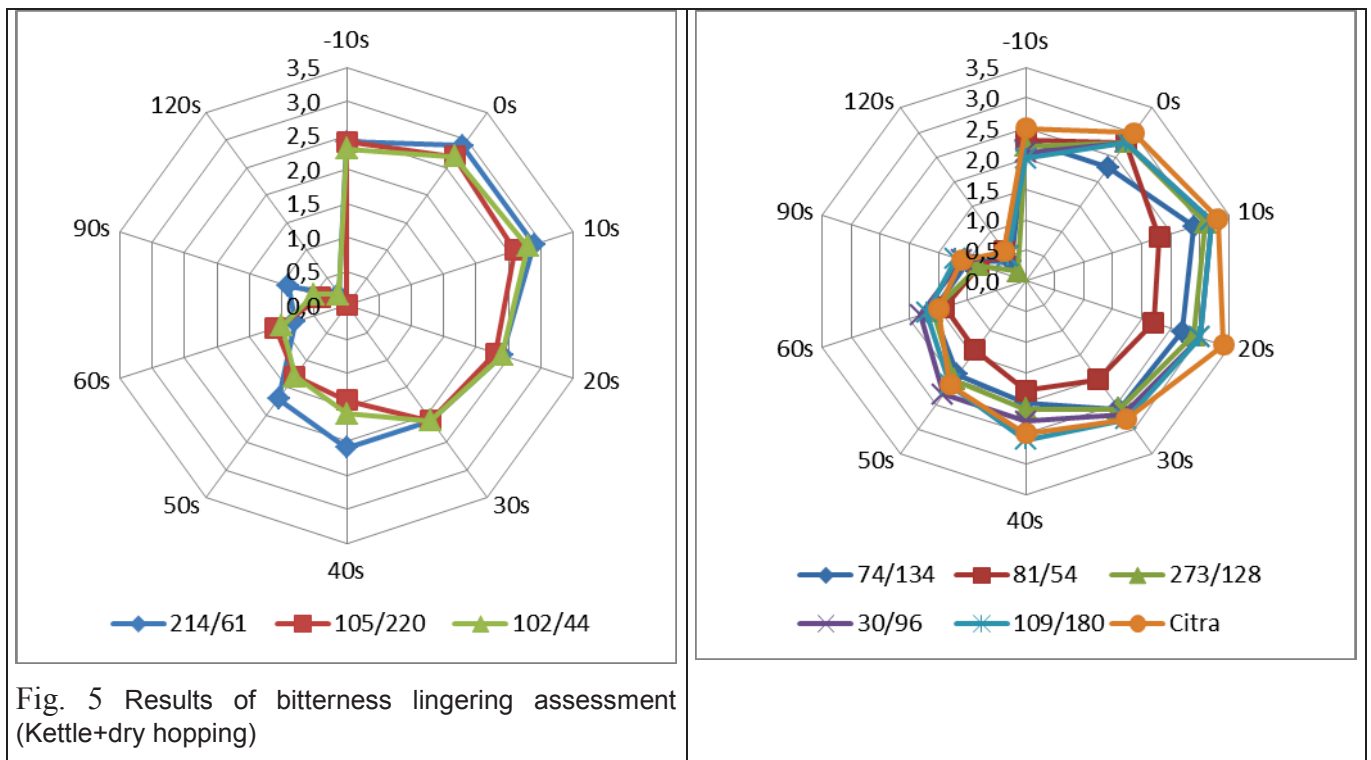 -10s
3,5
3,0
2,5
2,0
1,5
1,0
0,5
0,0
0s
10s
20s
30s
40s
50s
60s
90s
120s
214/61 105/220 102/44
Fig. 5 Results of bitterness lingering assessment
(Kettle+dry hopping)
-10s
3,5
3,0
2,5
2,0
1,5
1,0
0,5
0,0
0s
10s
20s
30s
40s
50s
60s
90s
120s
74/134 81/54 273/128
30/96 109/180 Citra